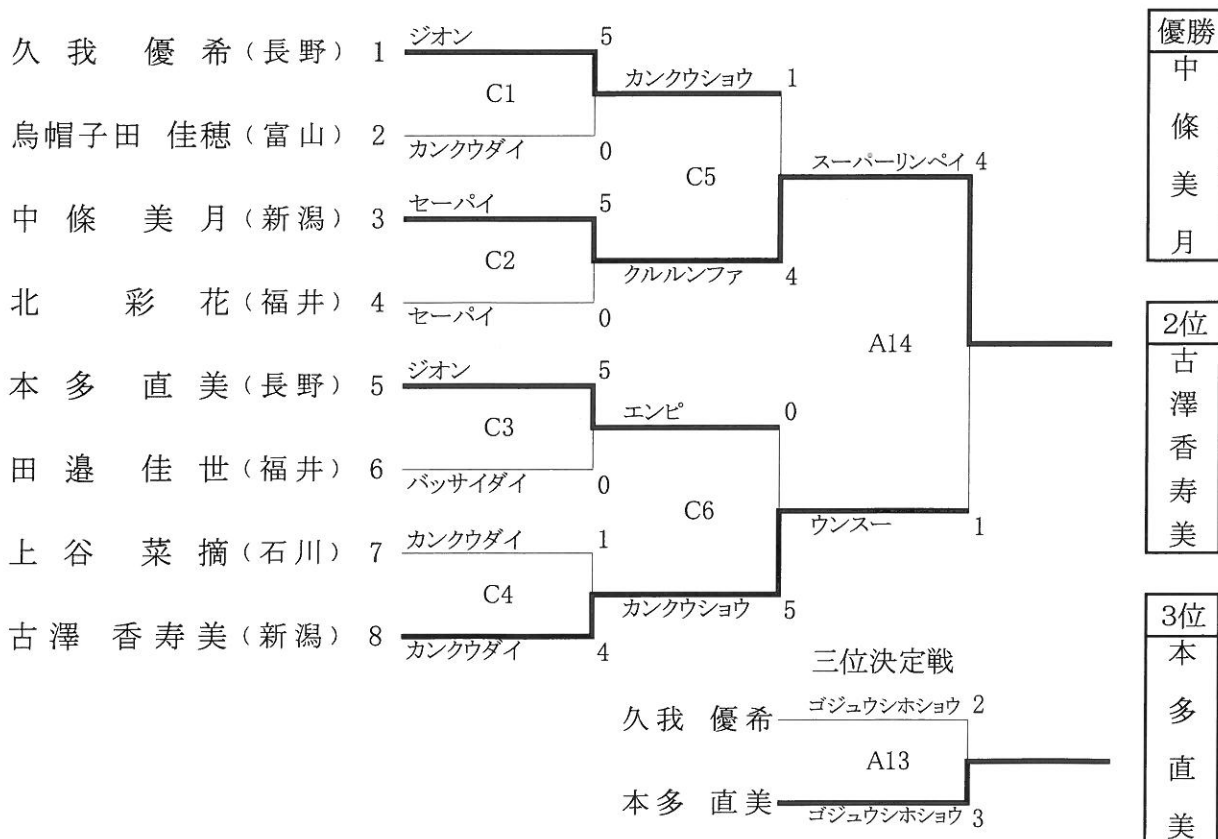 久我 優希（長野） 1 ジオン 5
C1 カンクウショウ 1
烏帽子田 佳穂（富山） 2 カンクウダイ 0
C5 スーパーリンペイ 4
中條 美月（新潟） 3 セーパイ 5
C2 クルルンファ 4
北 彩花（福井） 4 セーパイ 0
A14
本多 直美（長野） 5 ジオン 5
C3 エンピ 0
田邉 佳世（福井） 6 バッサイダイ 0
C6 ウンスー 1
上谷 菜摘（石川） 7 カンクウダイ 1
C4 カンクウショウ 5
古澤 香寿美（新潟） 8 カンクウダイ 4
三位決定戦
久我 優希 ゴジュウシホショウ 2
A13
本多 直美 ゴジュウシホショウ 3
優勝
中條美月
2位
古澤香寿美
3位
本多直美